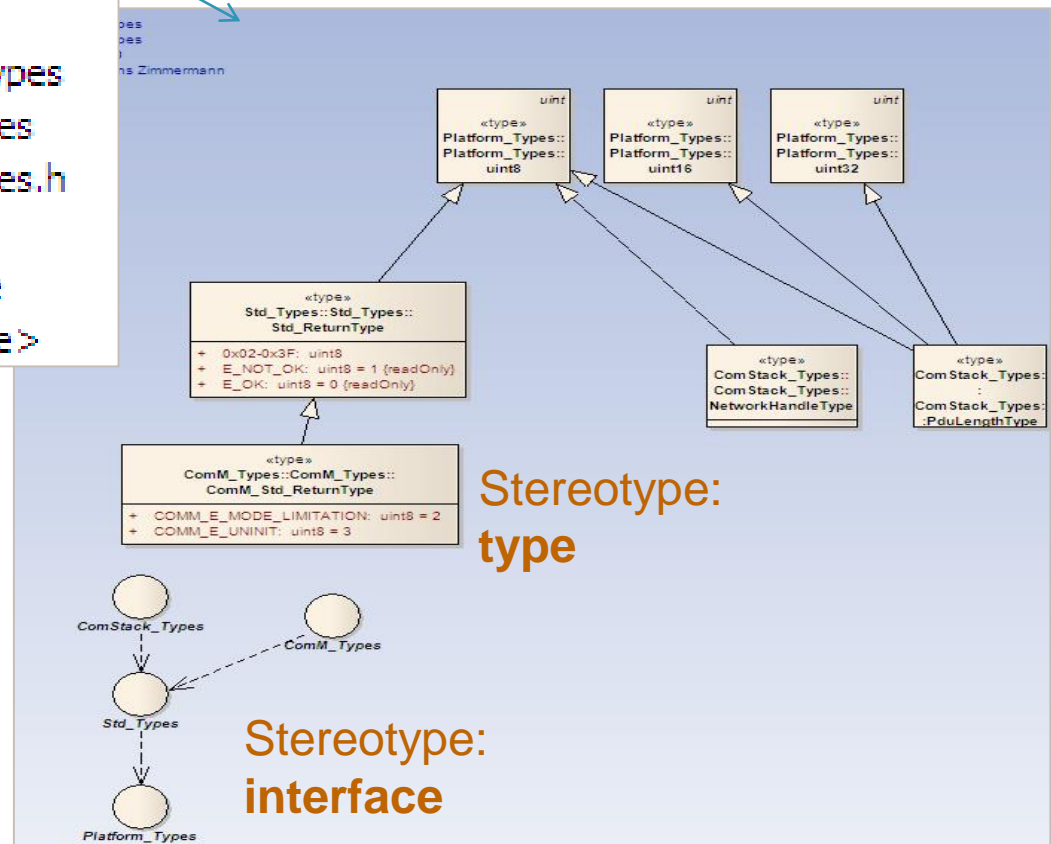 ypes
es
es.h
e>
pes
pes
ns Zimmermann
uint
«type»
Platform_Types::
Platform_Types::
uint8
uint
«type»
Platform_Types::
Platform_Types::
uint16
uint
«type»
Platform_Types::
Platform_Types::
uint32
«type»
Std_Types::Std_Types::
Std_ReturnType
+ 0x02-0x3F: uint8
+ E_NOT_OK: uint8 = 1 {readOnly}
+ E_OK: uint8 = 0 {readOnly}
«type»
ComStack_Types::
ComStack_Types::
NetworkHandleType
«type»
ComStack_Types:
:
ComStack_Types:
:PduLengthType
«type»
ComM_Types::ComM_Types::
ComM_Std_ReturnType
+ COMM_E_MODE_LIMITATION: uint8 = 2
+ COMM_E_UNINIT: uint8 = 3
Stereotype:
type
ComStack_Types
ComM_Types
Std_Types
Stereotype:
interface
Platform_Types